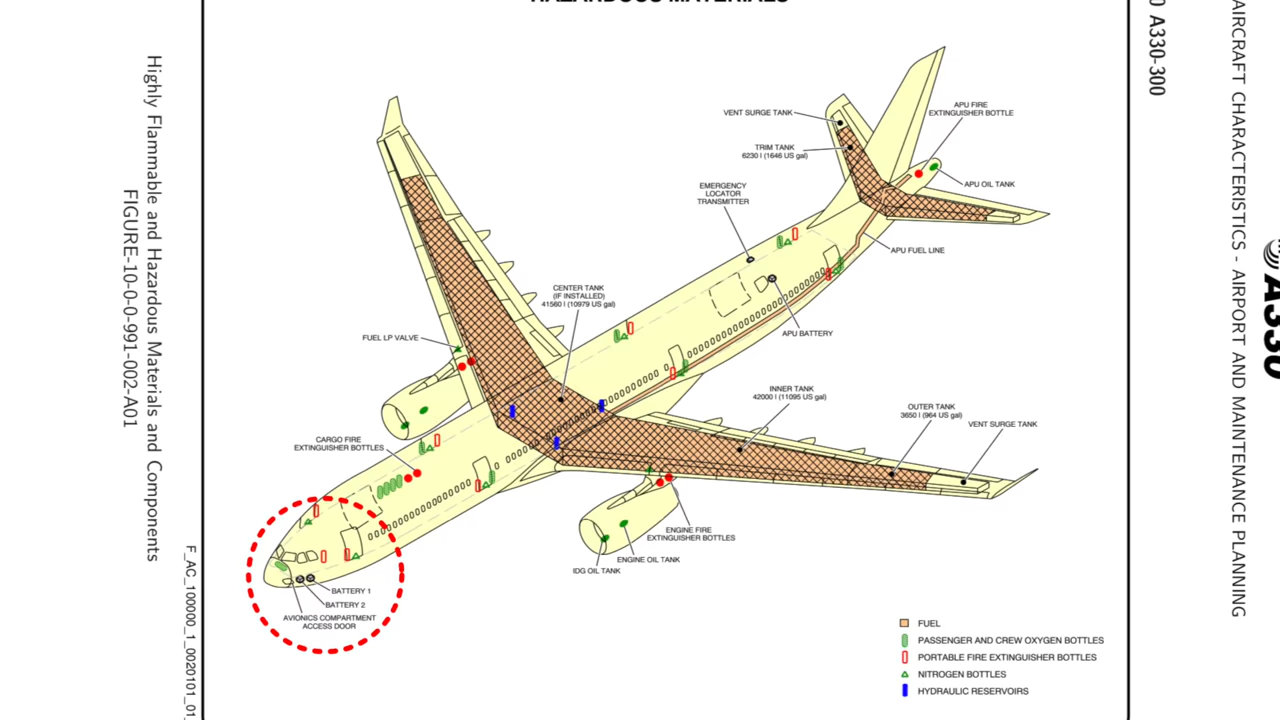 HAZARDOUS MATERIALS
VENT SURGE TANK
TRIM TANK
6230 l (1646 US gal)
APU FIRE
EXTINGUISHER BOTTLE
APU OIL TANK
EMERGENCY
LOCATOR
TRANSMITTER
APU FUEL LINE
CENTER TANK
(IF INSTALLED)
41560 l (10979 US gal)
FUEL LP VALVE
APU BATTERY
INNER TANK
42000 l (11095 US gal)
OUTER TANK
3650 l (964 US gal)
VENT SURGE TANK
CARGO FIRE
EXTINGUISHER BOTTLES
ENGINE FIRE
EXTINGUISHER BOTTLES
ENGINE OIL TANK
IDG OIL TANK
BATTERY 1
BATTERY 2
AVIONICS COMPARTMENT
ACCESS DOOR
FUEL
PASSENGER AND CREW OXYGEN BOTTLES
PORTABLE FIRE EXTINGUISHER BOTTLES
NITROGEN BOTTLES
HYDRAULIC RESERVOIRS
F_AC_100000_1_0020101_01_
Highly Flammable and Hazardous Materials and Components
FIGURE-10-0-0-991-002-A01
0 A330-300
AIRCRAFT CHARACTERISTICS - AIRPORT AND MAINTENANCE PLANNING
A330